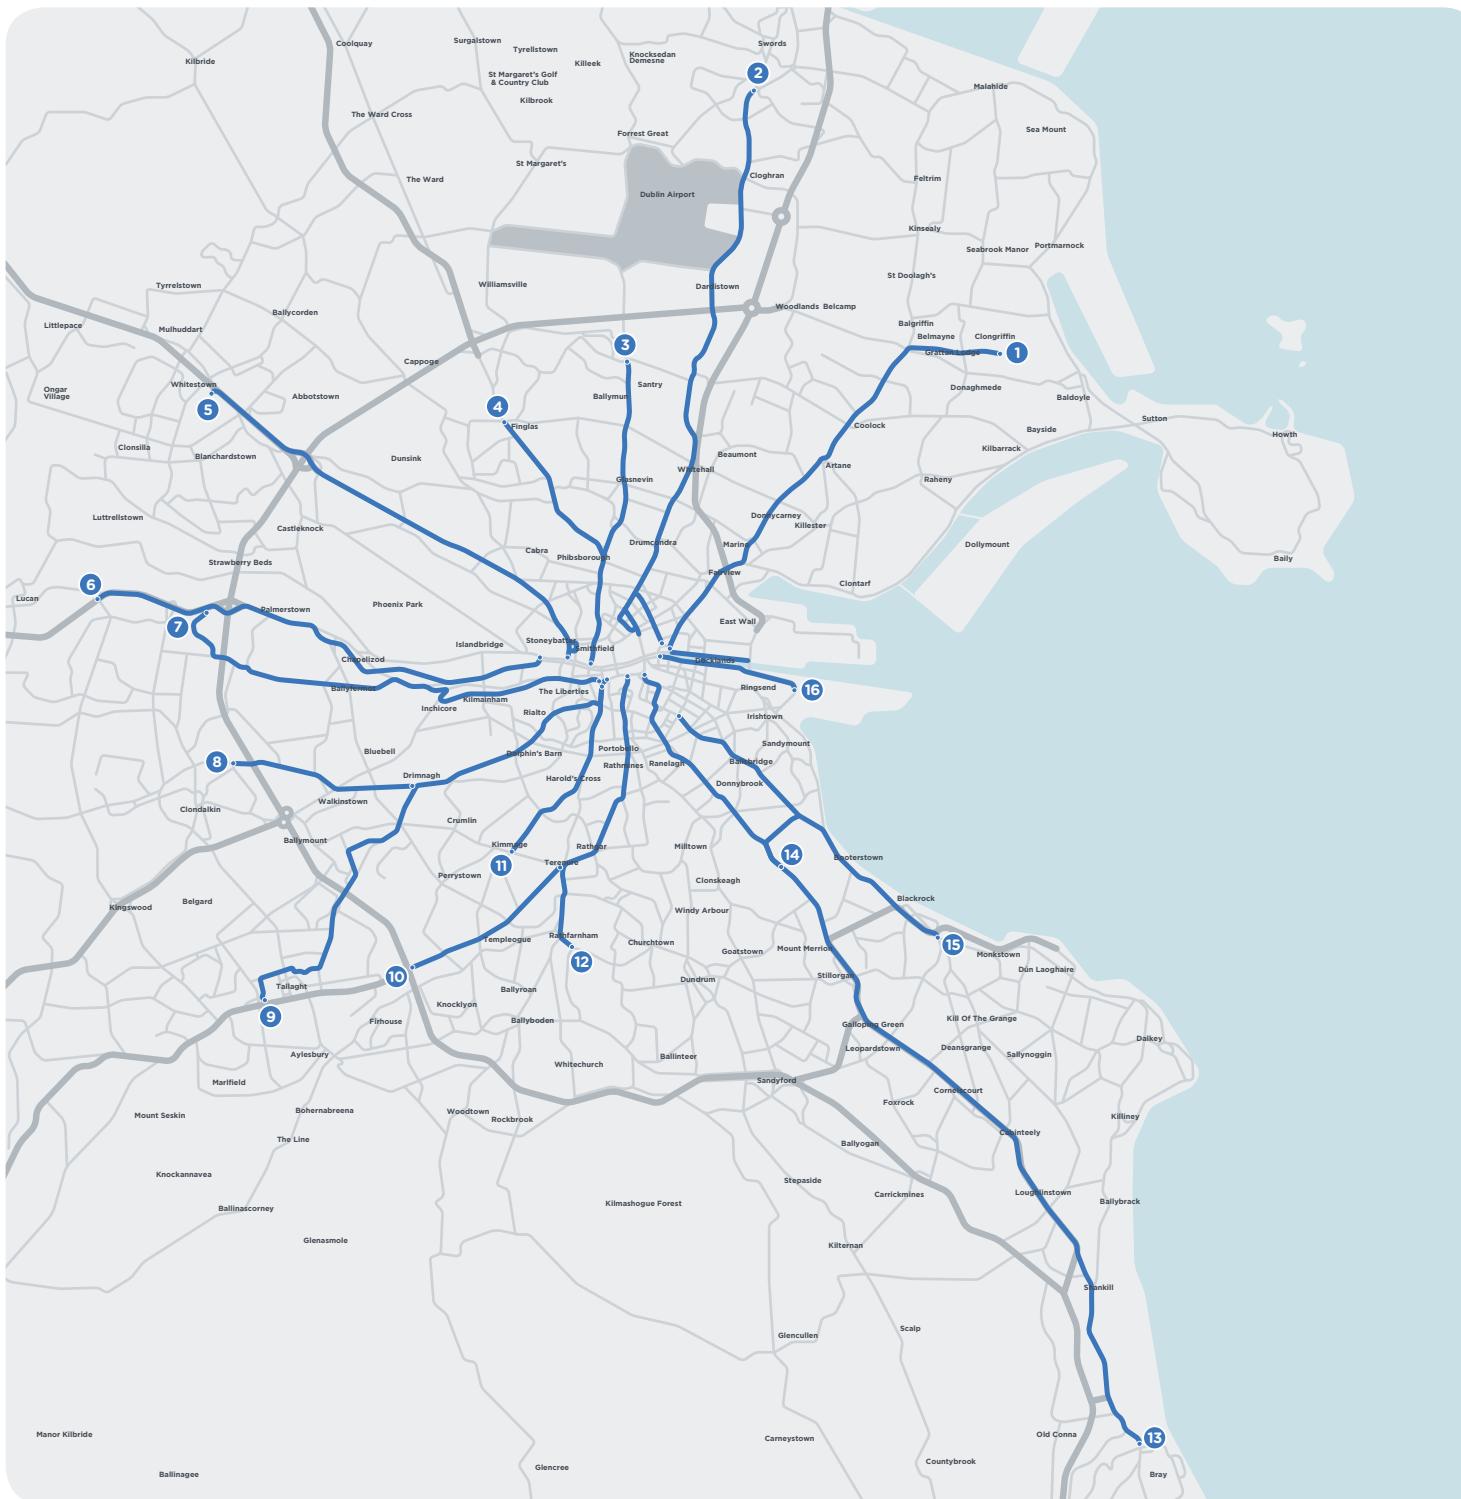 Coolquay
Surgalstown
Tyrrellstown
Knocksedan
Demesne
Swords
Kilbride
Killeek
St Margaret's Golf
& Country Club
2
Malahide
Kilbrook
The Ward Cross
Forrest Great
Sea Mount
St Margaret's
The Ward
Cloghran
Feltrim
Dublin Airport
Kinsealy
Seabrook Manor
Portmarnock
St Doolagh's
Tyrrelstown
Williamsville
Dardistown
Ballycorden
Woodlands
Belcamp
Littlepace
Mulhuddart
Balgriffin
Belmayne
Clongriffin
3
Grattan Lodge
1
Cappoge
Whitestown
Santry
Donaghmede
Ongar
Village
Abbotstown
Ballymun
Baldoyle
5
4
Finglas
Coolock
Sutton
Bayside
Howth
Clonsilla
Blanchardstown
Dunsink
Beaumont
Kilbarrack
Whitehall
Artane
Glasnevin
Raheny
Luttrellstown
Castleknock
Donnycarney
Killester
Drumcondra
Marino
Dollymount
Cabra
Phibsborough
Baily
Strawberry Beds
Fairview
Clontarf
6
Lucan
Palmerstown
Phoenix Park
7
East Wall
Islandbridge
Stoneybatter
Smithfield
Chapelizod
Docklands
Ballyfermot
The Liberties
Ringsend
16
Kilmainham
Inchicore
Rialto
Irishtown
Bluebell
Dolphin's Barn
Portobello
Sandymount
8
Rathmines
Ranelagh
Ballsbridge
Drimnagh
Harold's Cross
Donnybrook
Walkinstown
Clondalkin
Crumlin
Ballymount
Kimmage
Rathgar
Milltown
14
11
Terenure
Booterstown
Perrystown
Clonskeagh
Kingswood
Belgard
Windy Arbour
Blackrock
Templeogue
Rathfarnham
Churchtown
Goatstown
Mount Merrion
15
12
Monkstown
10
Dundrum
Stillorgan
Dún Laoghaire
Tallaght
Ballyroan
9
Knocklyon
Firhouse
Ballyboden
Galloping Green
Kill Of The Grange
Dalkey
Aylesbury
Leopardstown
Deansgrange
Sallynoggin
Whitechurch
Ballinteer
Marlfield
Sandyford
Cornelscourt
Foxrock
Mount Seskin
Bohernabreena
Woodtown
Rockbrook
Killiney
The Line
Cabinteely
Ballyogan
Knockannavea
Stepaside
Carrickmines
Loughlinstown
Ballybrack
Ballinascorney
Kilmashogue Forest
Glenasmole
Kilternan
Shankill
Glencullen
Scalp
Manor Kilbride
Carneystown
Old Conna
13
Countybrook
Ballinagee
Glencree
Bray